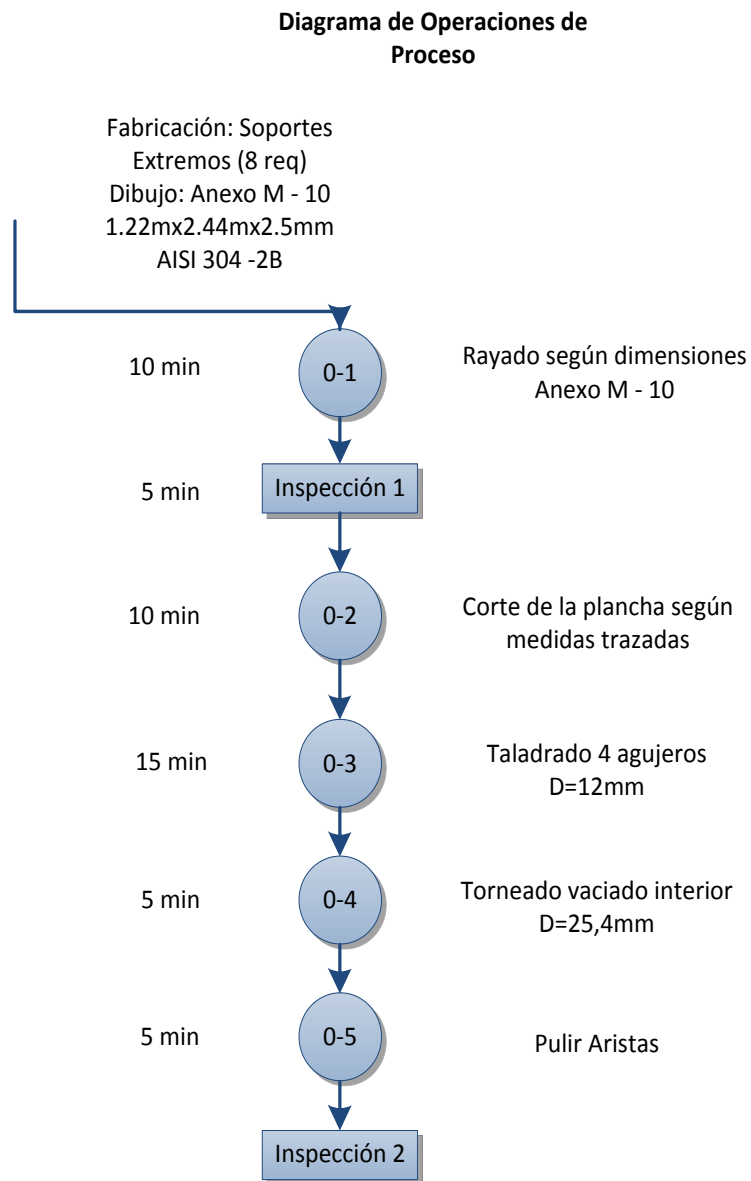 Diagrama de Operaciones de
Proceso
Fabricación: Soportes
Extremos (8 req)
Dibujo: Anexo M - 10
1.22mx2.44mx2.5mm
AISI 304 -2B
10 min
0-1
Rayado según dimensiones
Anexo M - 10
5 min
Inspección 1
10 min
0-2
Corte de la plancha según
medidas trazadas
15 min
0-3
Taladrado 4 agujeros
D=12mm
5 min
0-4
Torneado vaciado interior
D=25,4mm
5 min
0-5
Pulir Aristas
Inspección 2